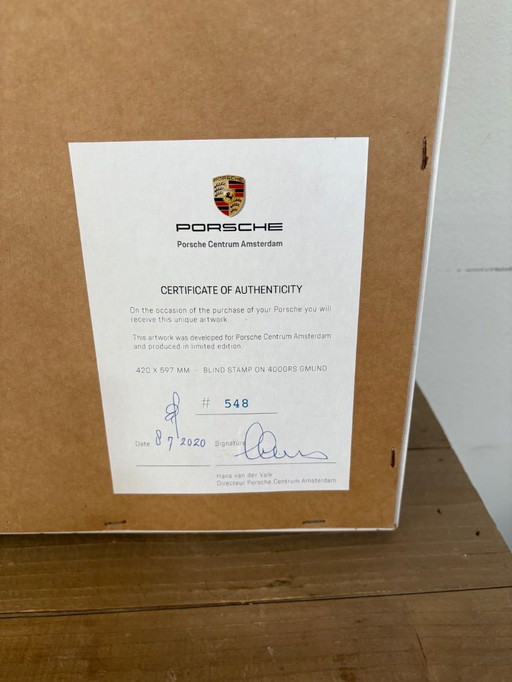 PORSCHE
PORSCHE
Porsche Centrum Amsterdam
CERTIFICATE OF AUTHENTICITY
On the occasion of the purchase of your Porsche you will
receive this unique artwork.
This artwork was developed for Porsche Centrum Amsterdam
and produced in limited edition.
420 X 597 MM - BLIND STAMP ON 4000RS GMUND
# 548
Date 8 7 2020 Signature
Hans van der Valk
Directeur Porsche Centrum Amsterdam